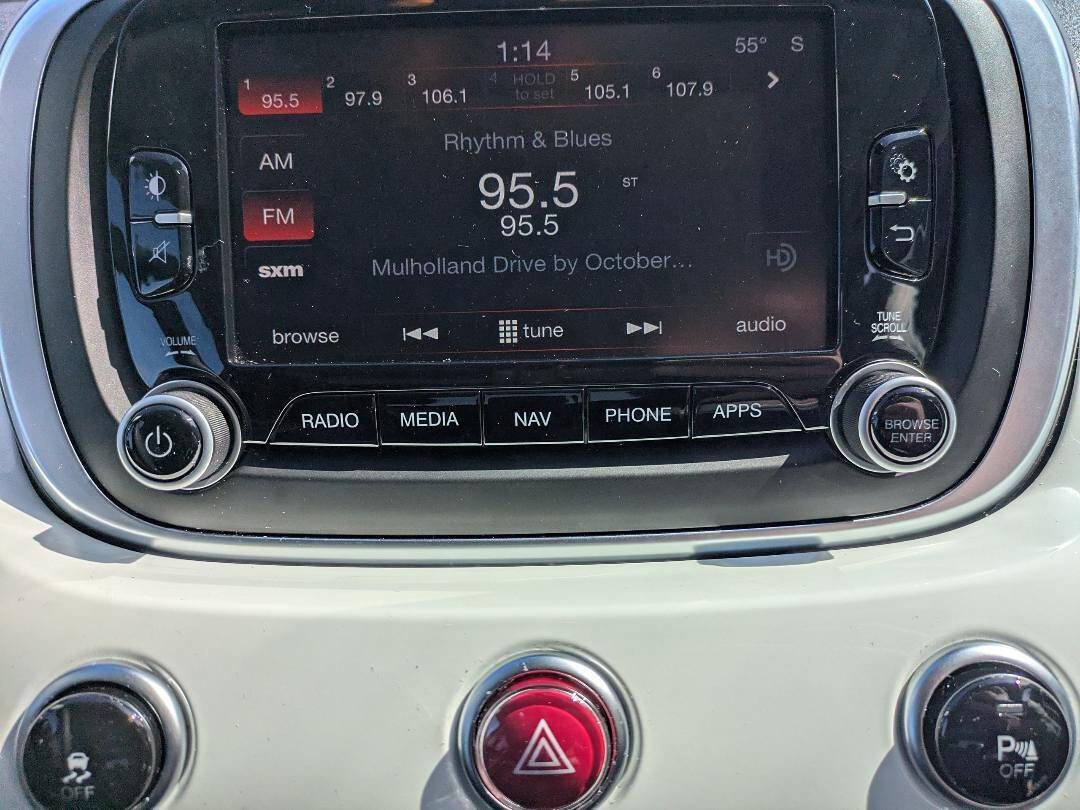 1:14
55° S
1 95.5
2 97.9
3 106.1
4 HOLD to set
5 105.1
6 107.9
AM
FM
sxm
Rhythm & Blues
95.5 ST
95.5
Mulholland Drive by October...
HD
browse
tune
audio
VOLUME
TUNE
SCROLL
RADIO
MEDIA
NAV
PHONE
APPS
BROWSE
ENTER
OFF
P
OFF